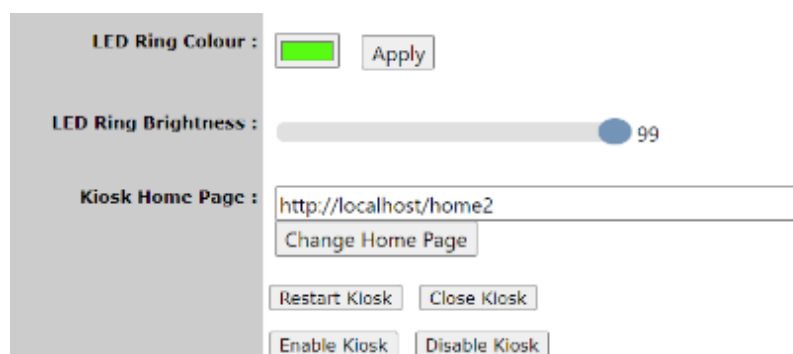 LED Ring Colour : Apply
LED Ring Brightness : 99
Kiosk Home Page : http://localhost/home2
Change Home Page
Restart Kiosk Close Kiosk
Enable Kiosk Disable Kiosk